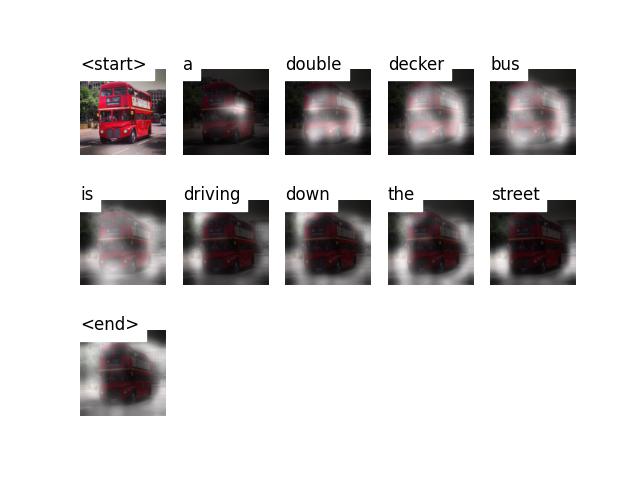 <start> a double decker bus
is driving down the street
<end>